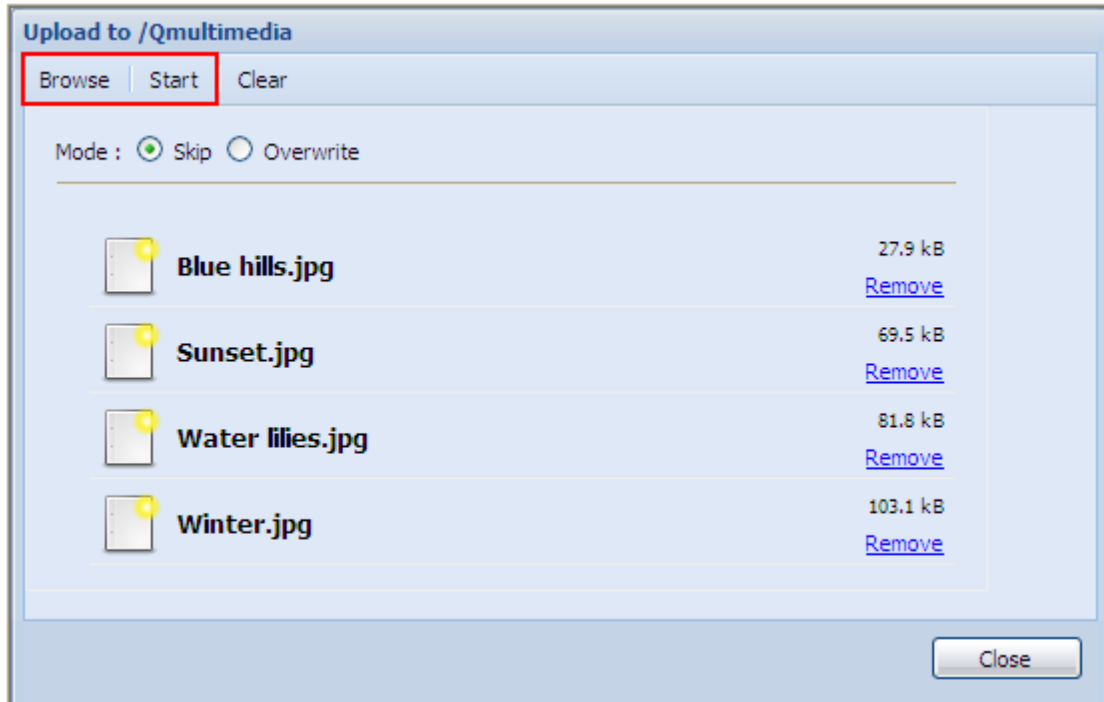 Upload to /Qmultimedia
Browse Start Clear
Mode : Skip Overwrite
27.9 kB
Blue hills.jpg
Remove
69.5 kB
Sunset.jpg
Remove
81.8 kB
Water lilies.jpg
Remove
103.1 kB
Winter.jpg
Remove
Close